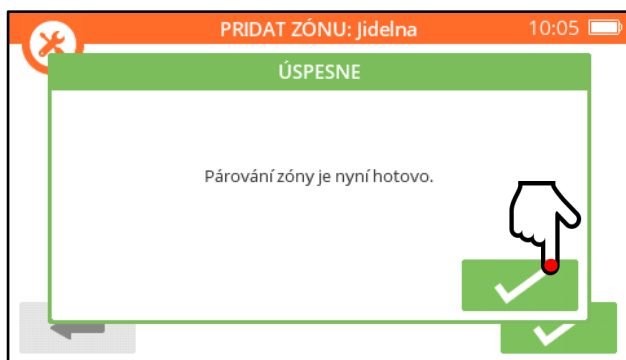 PRIDAT ZÓNU: Jidelna 10:05
ÚSPESNE
Párování zóny je nyní hotovo.